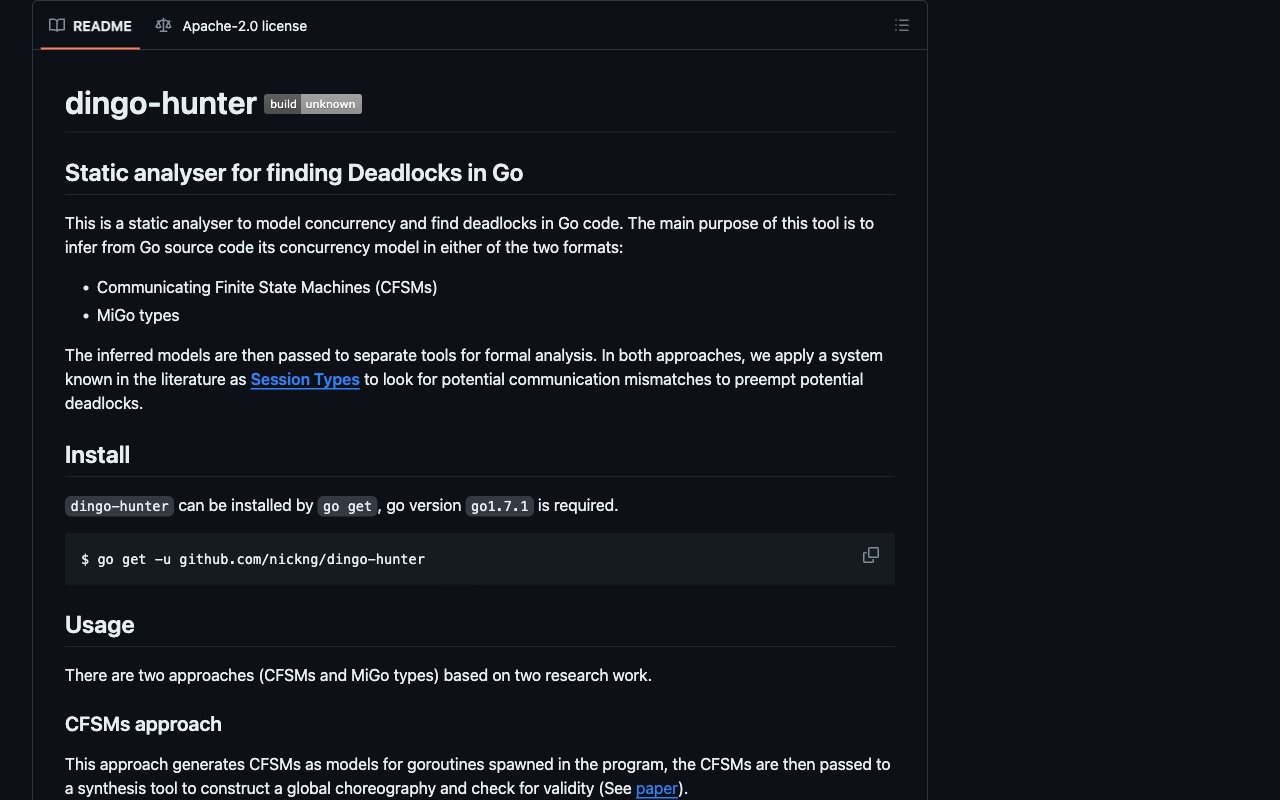 README
Apache-2.0 license
dingo-hunter build unknown
Static analyser for finding Deadlocks in Go
This is a static analyser to model concurrency and find deadlocks in Go code. The main purpose of this tool is to
infer from Go source code its concurrency model in either of the two formats:
• Communicating Finite State Machines (CFSMs)
• MiGo types
The inferred models are then passed to separate tools for formal analysis. In both approaches, we apply a system
known in the literature as Session Types to look for potential communication mismatches to preempt potential
deadlocks.
Install
dingo-hunter can be installed by go get, go version go1.7.1 is required.
$ go get -u github.com/nickng/dingo-hunter
Usage
There are two approaches (CFSMs and MiGo types) based on two research work.
CFSMs approach
This approach generates CFSMs as models for goroutines spawned in the program, the CFSMs are then passed to
a synthesis tool to construct a global choreography and check for validity (See paper).